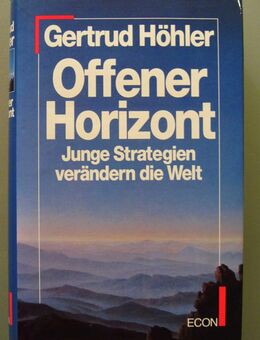 Gertrud Höhler
Offener
Horizont
Junge Strategien
verändern die Welt
ECON